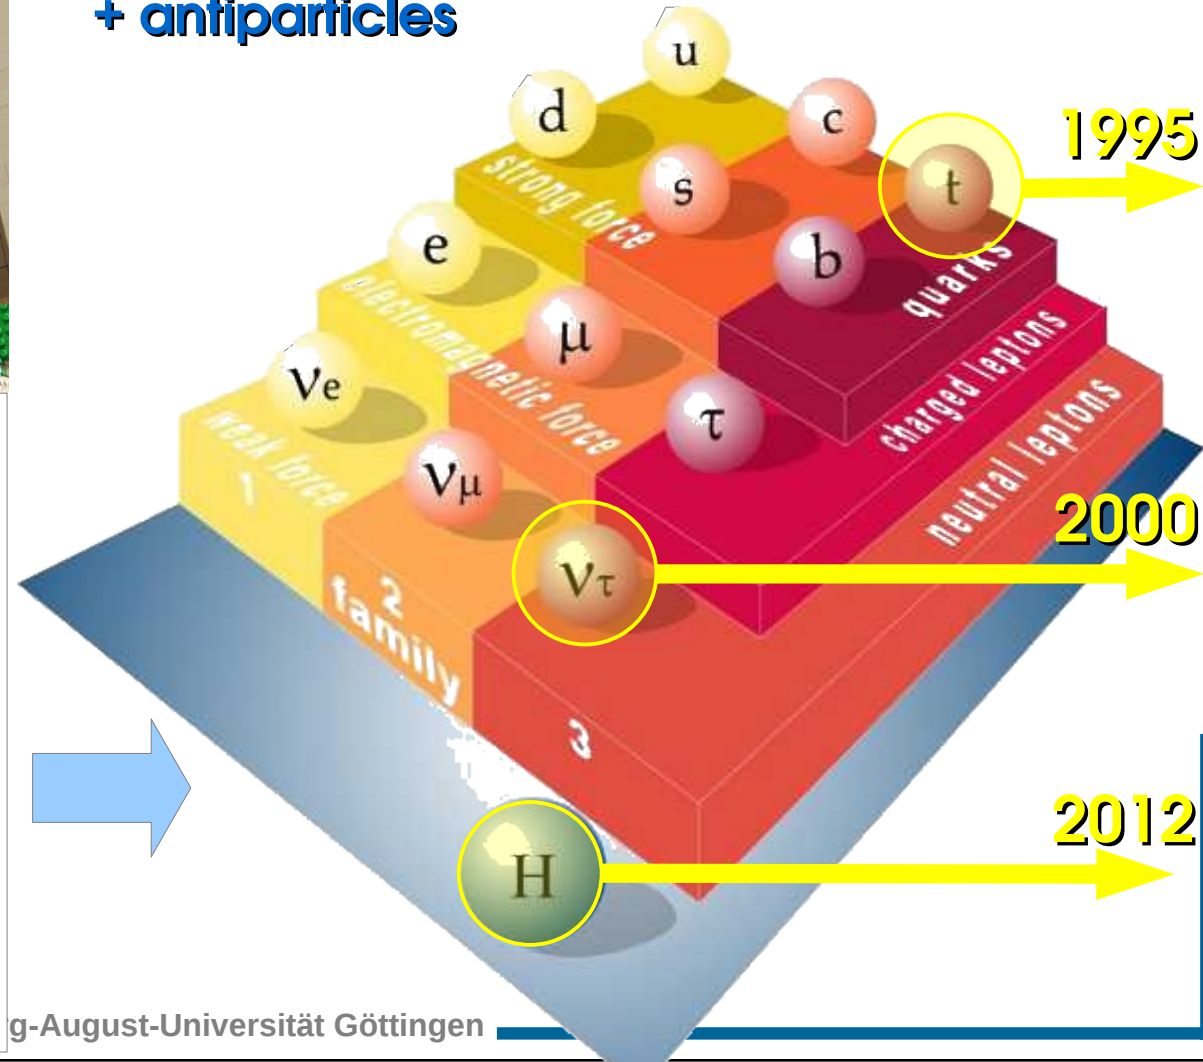 + antiparticles
u
d
c
1995
s
t
strong force
e
b
quarks
electromagnetic force
μ
νe
charged leptons
τ
weak force
νμ
neutral leptons
1
2000
ντ
2
family
3
2012
H
g-August-Universität Göttingen